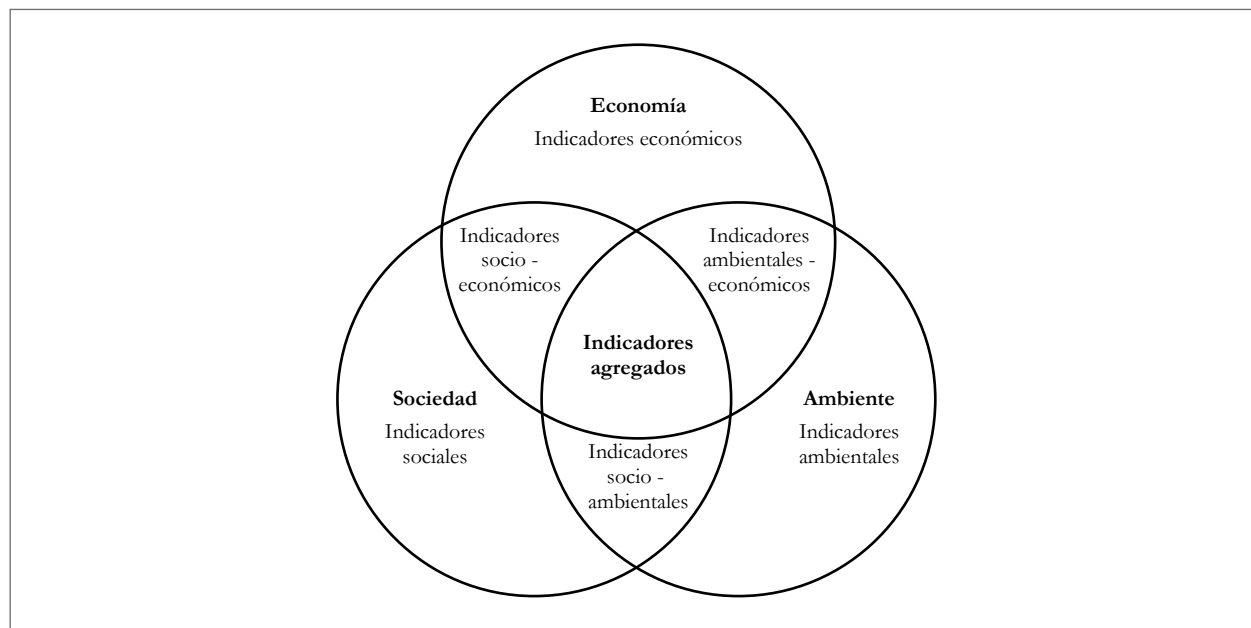 Economía
Indicadores económicos
Indicadores
socio -
económicos
Indicadores
ambientales -
económicos
Indicadores
agregados
Sociedad
Indicadores
sociales
Ambiente
Indicadores
ambientales
Indicadores
socio -
ambientales